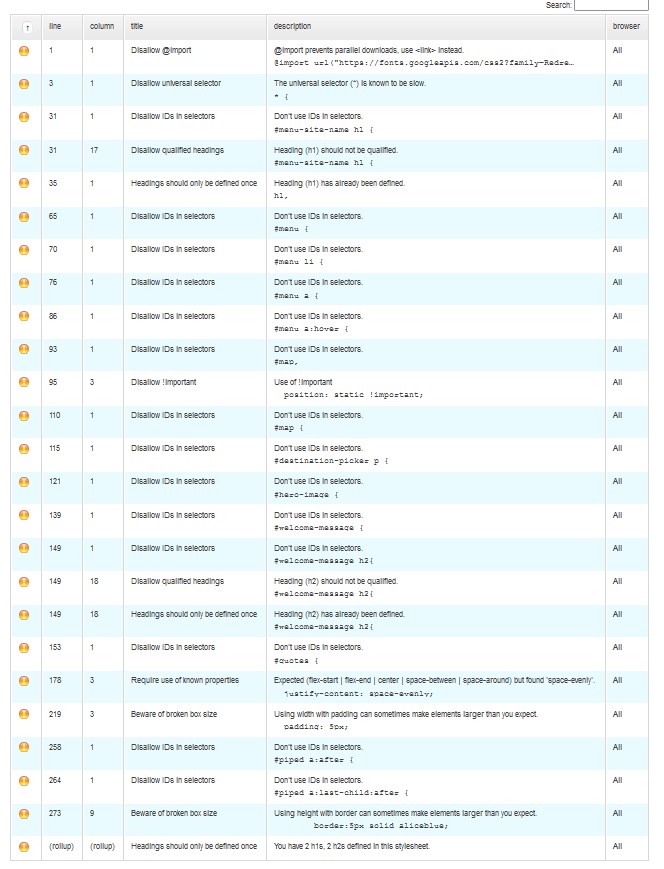 Search:
↑ line column title description browser
1 1 Disallow @import @import prevents parallel downloads, use <link> instead. All
@import url("https://fonts.googleapis.com/css2?family=Redre…
3 1 Disallow universal selector The universal selector (*) is known to be slow. All
* {
31 1 Disallow IDs in selectors Don't use IDs in selectors. All
#menu-site-name h1 {
31 17 Disallow qualified headings Heading (h1) should not be qualified. All
#menu-site-name h1 {
35 1 Headings should only be defined once Heading (h1) has already been defined. All
h1,
65 1 Disallow IDs in selectors Don't use IDs in selectors. All
#menu {
70 1 Disallow IDs in selectors Don't use IDs in selectors. All
#menu li {
76 1 Disallow IDs in selectors Don't use IDs in selectors. All
#menu a {
86 1 Disallow IDs in selectors Don't use IDs in selectors. All
#menu a:hover {
93 1 Disallow IDs in selectors Don't use IDs in selectors. All
#map,
95 3 Disallow !important Use of !important All
position: static !important;
110 1 Disallow IDs in selectors Don't use IDs in selectors. All
#map {
115 1 Disallow IDs in selectors Don't use IDs in selectors. All
#destination-picker p {
121 1 Disallow IDs in selectors Don't use IDs in selectors. All
#hero-image {
139 1 Disallow IDs in selectors Don't use IDs in selectors. All
#welcome-message {
149 1 Disallow IDs in selectors Don't use IDs in selectors. All
#welcome-message h2{
149 18 Disallow qualified headings Heading (h2) should not be qualified. All
#welcome-message h2{
149 18 Headings should only be defined once Heading (h2) has already been defined. All
#welcome-message h2{
153 1 Disallow IDs in selectors Don't use IDs in selectors. All
#quotes {
178 3 Require use of known properties Expected (flex-start | flex-end | center | space-between | space-around) but found 'space-evenly'. All
justify-content: space-evenly;
219 3 Beware of broken box size Using width with padding can sometimes make elements larger than you expect. All
padding: 5px;
258 1 Disallow IDs in selectors Don't use IDs in selectors. All
#piped a:after {
264 1 Disallow IDs in selectors Don't use IDs in selectors. All
#piped a:last-child:after {
273 9 Beware of broken box size Using height with border can sometimes make elements larger than you expect. All
border:5px solid aliceblue;
(rollup) (rollup) Headings should only be defined once You have 2 h1s, 2 h2s defined in this stylesheet. All